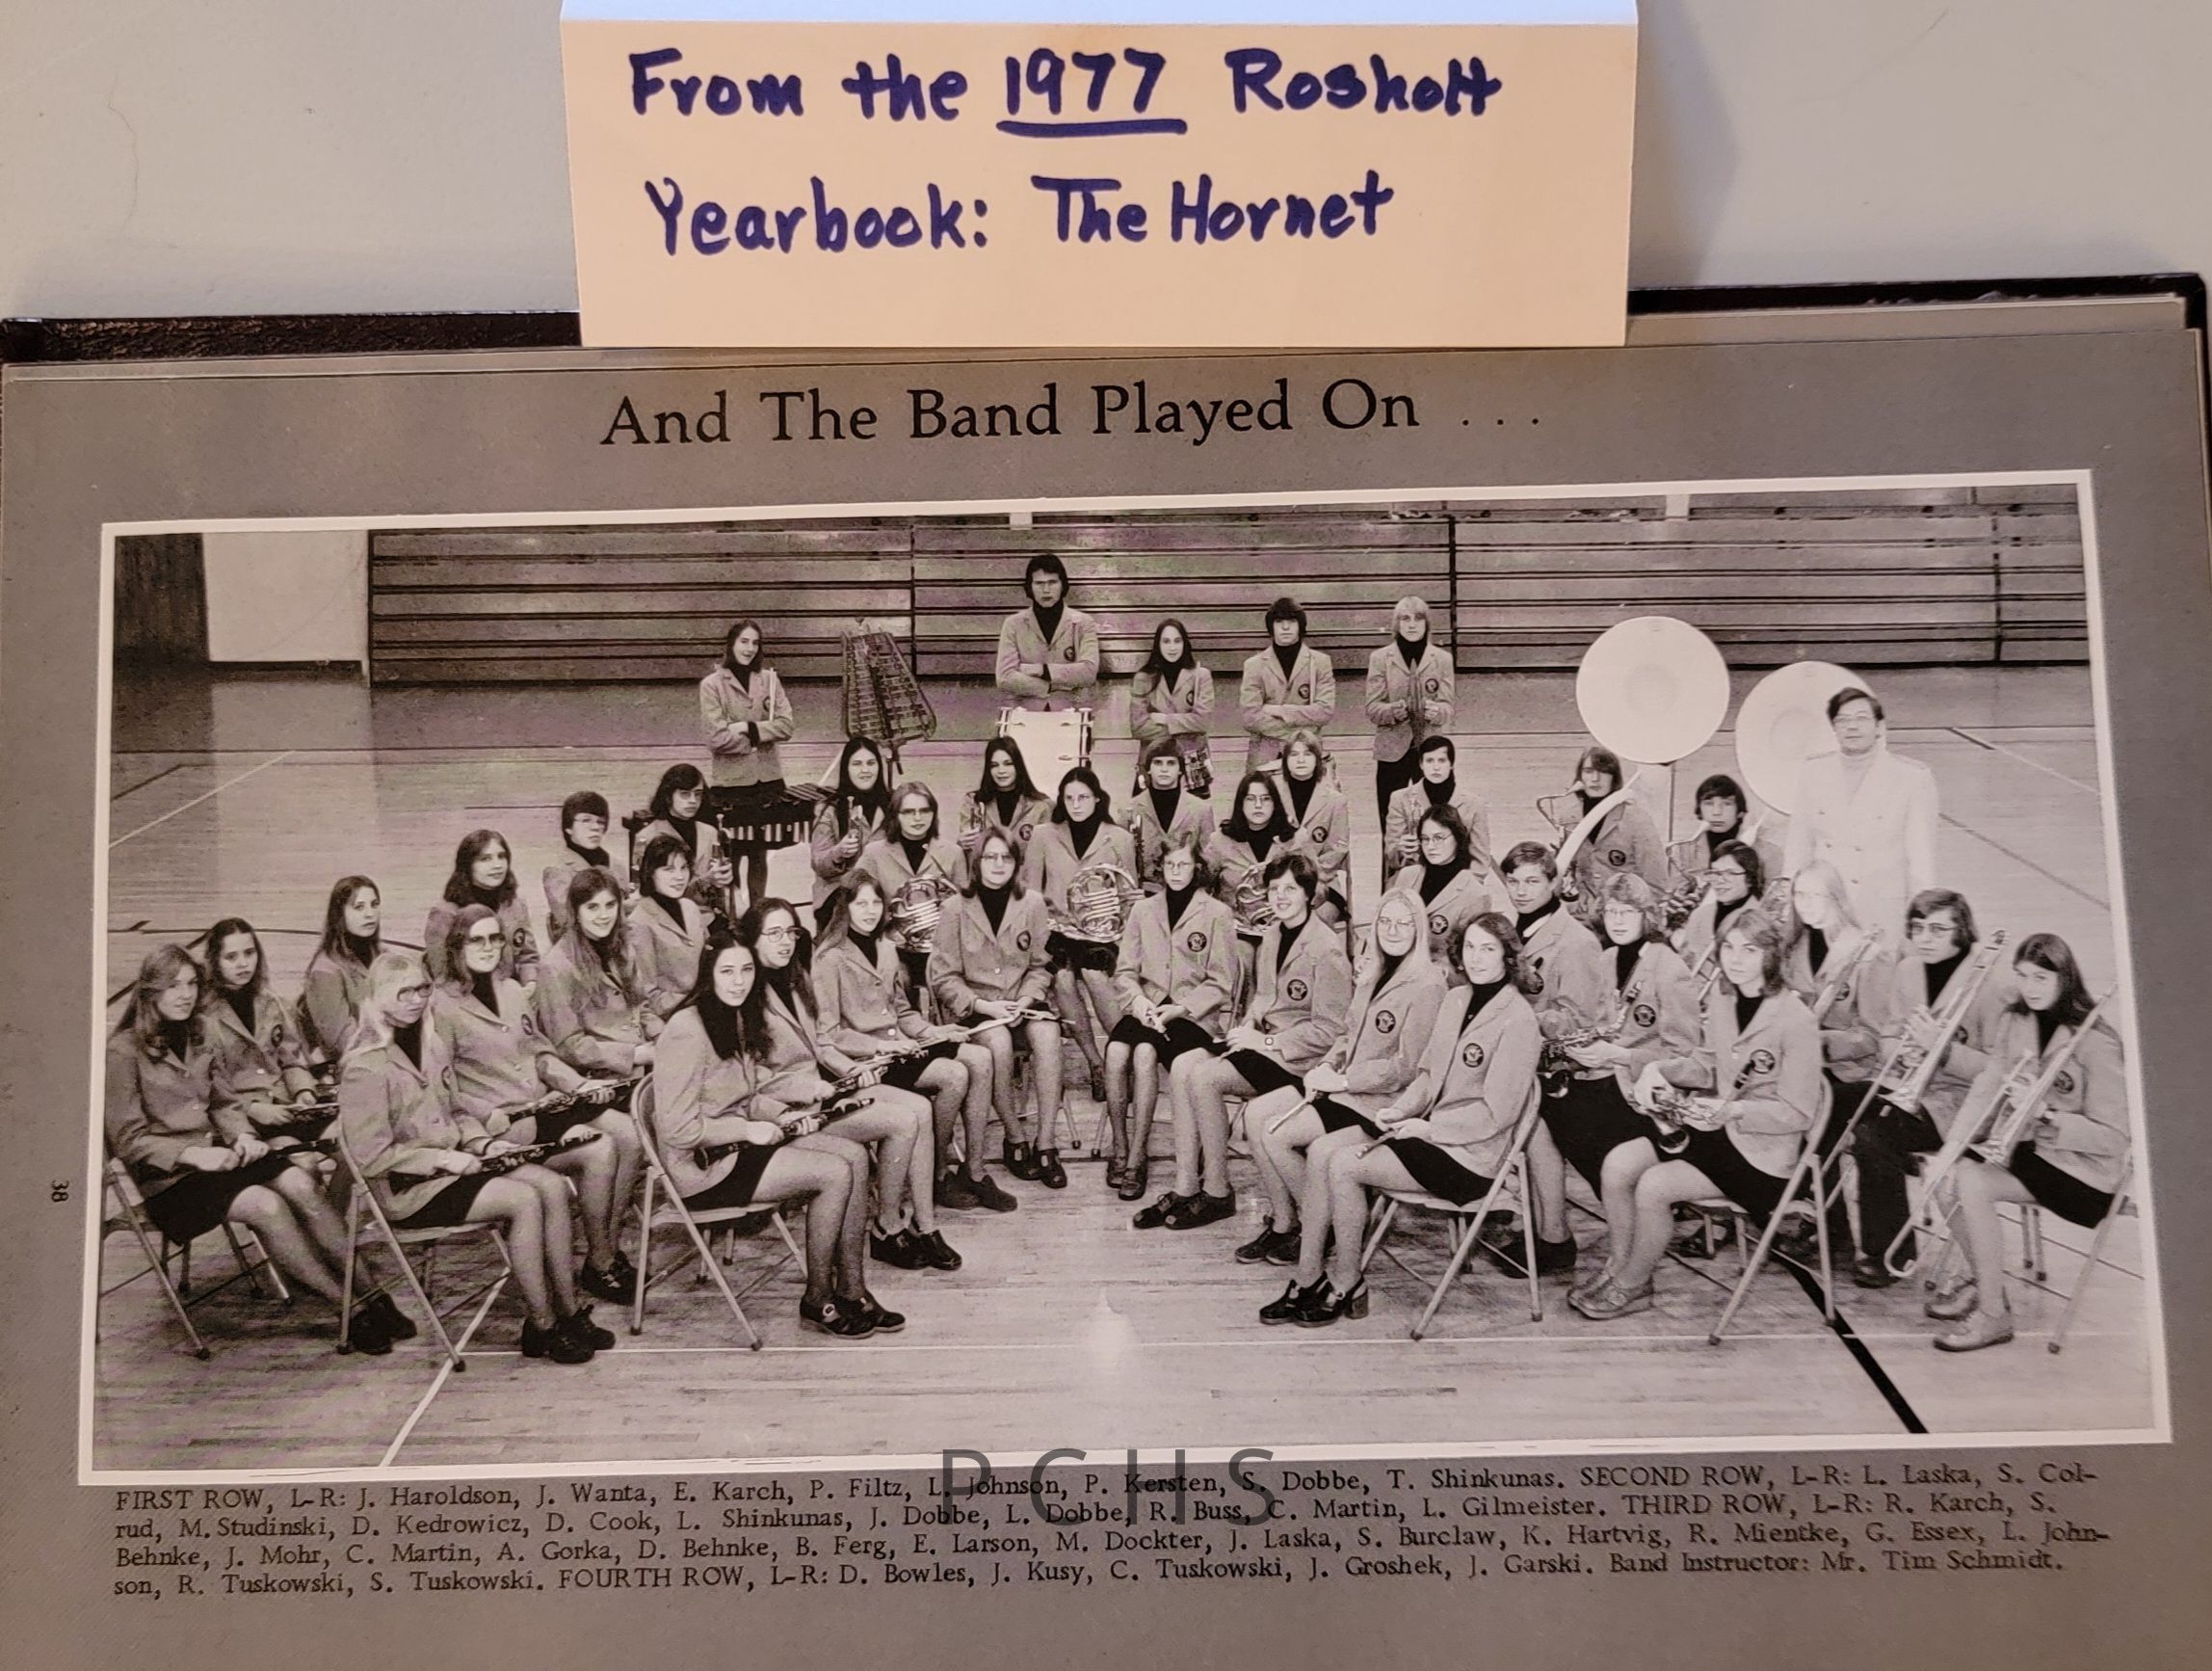 From the 1977 Rosholt
Yearbook: The Hornet
And The Band Played On . . .
38
PCHS
FIRST ROW, L-R: J. Haroldson, J. Wanta, E. Karch, P. Filtz, L. Johnson, P. Kersten, S. Dobbe, T. Shinkunas. SECOND ROW, L-R: L. Laska, S. Col-
rud, M. Studinski, D. Kedrowicz, D. Cook, L. Shinkunas, J. Dobbe, L. Dobbe, R. Buss, C. Martin, L. Gilmeister. THIRD ROW, L-R: R. Karch, S.
Behnke, J. Mohr, C. Martin, A. Gorka, D. Behnke, B. Ferg, E. Larson, M. Dockter, J. Laska, S. Burclaw, K. Hartvig, R. Mientke, G. Essex, L. John-
son, R. Tuskowski, S. Tuskowski. FOURTH ROW, L-R: D. Bowles, J. Kusy, C. Tuskowski, J. Groshek, J. Garski. Band Instructor: Mr. Tim Schmidt.